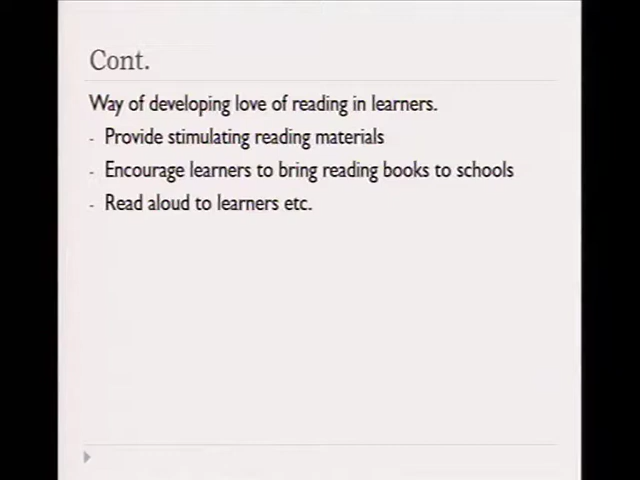 Cont.
Way of developing love of reading in learners.
- Provide stimulating reading materials
- Encourage learners to bring reading books to schools
- Read aloud to learners etc.